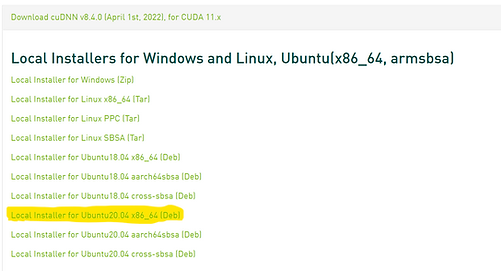 Download cuDNN v8.4.0 (April 1st, 2022), for CUDA 11.x
Local Installers for Windows and Linux, Ubuntu(x86_64, armsbsa)
Local Installer for Windows (Zip)
Local Installer for Linux x86_64 (Tar)
Local Installer for Linux PPC (Tar)
Local Installer for Linux SBSA (Tar)
Local Installer for Ubuntu18.04 x86_64 (Deb)
Local Installer for Ubuntu18.04 aarch64sbsa (Deb)
Local Installer for Ubuntu18.04 cross-sbsa (Deb)
Local Installer for Ubuntu20.04 x86_64 (Deb)
Local Installer for Ubuntu20.04 aarch64sbsa (Deb)
Local Installer for Ubuntu20.04 cross-sbsa (Deb)